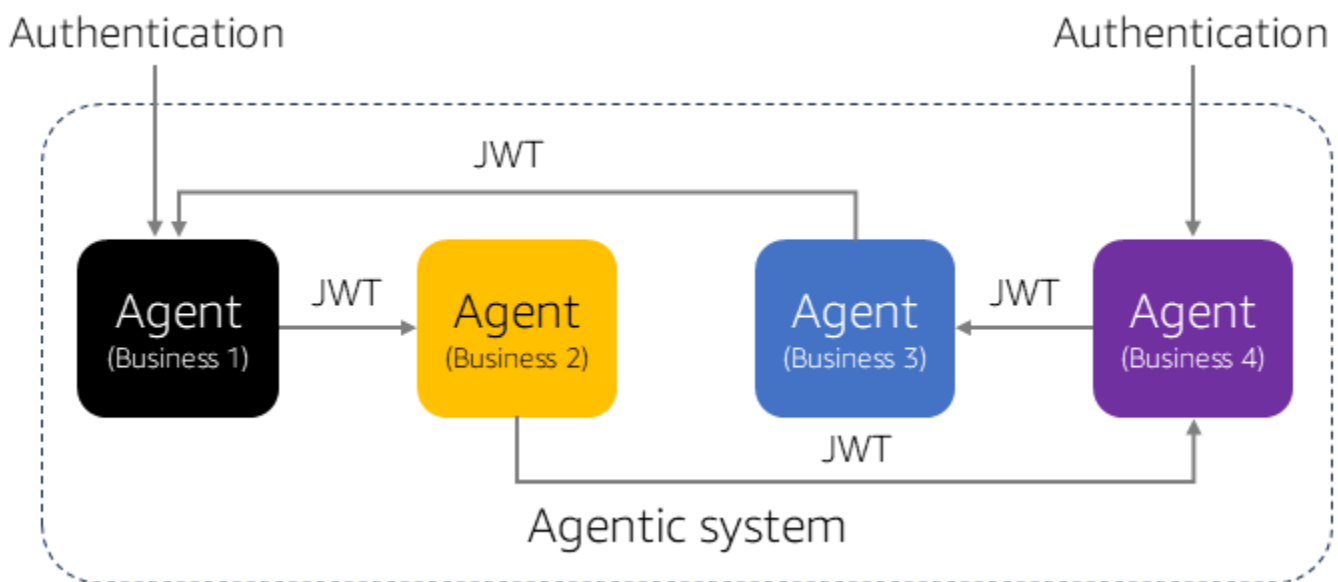 Authentication
Authentication
JWT
Agent
(Business 1)
JWT
Agent
(Business 2)
Agent
(Business 3)
JWT
Agent
(Business 4)
JWT
Agentic system